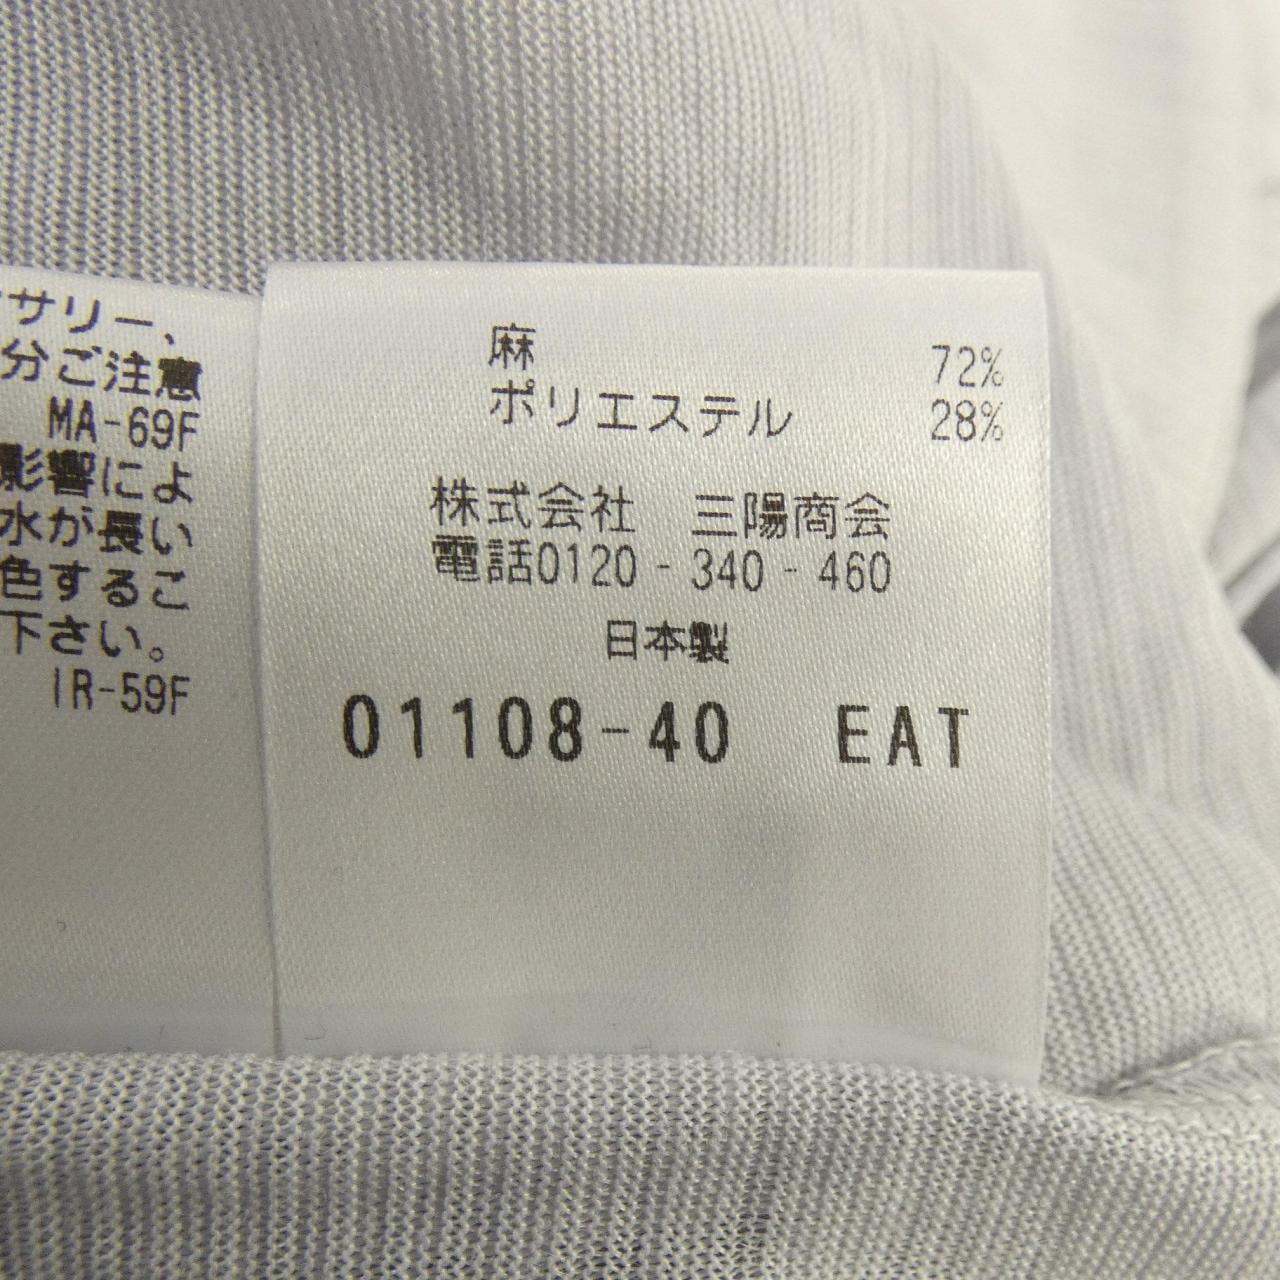 サリー、
分ご注意
MA-69F
影響によ
水が長い
色するご
下さい。
IR-59F
麻 72%
ポリエステル 28%
株式会社 三陽商会
電話0120-340-460
日本製
01108-40 EAT